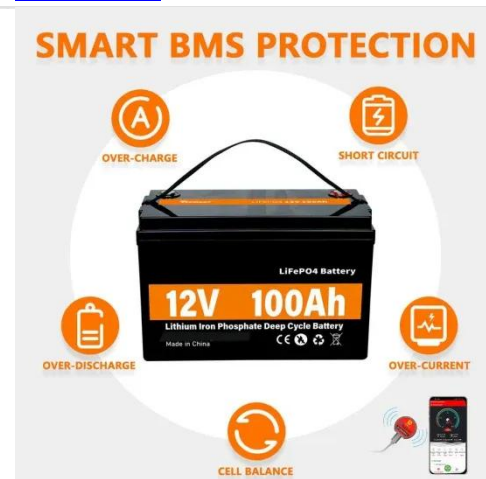 SMART BMS PROTECTION
OVER-CHARGE
SHORT CIRCUIT
LiFePO4 Battery
12V 100Ah
Lithium Iron Phosphate Deep Cycle Battery
Made in China
CE
OVER-DISCHARGE
OVER-CURRENT
CELL BALANCE